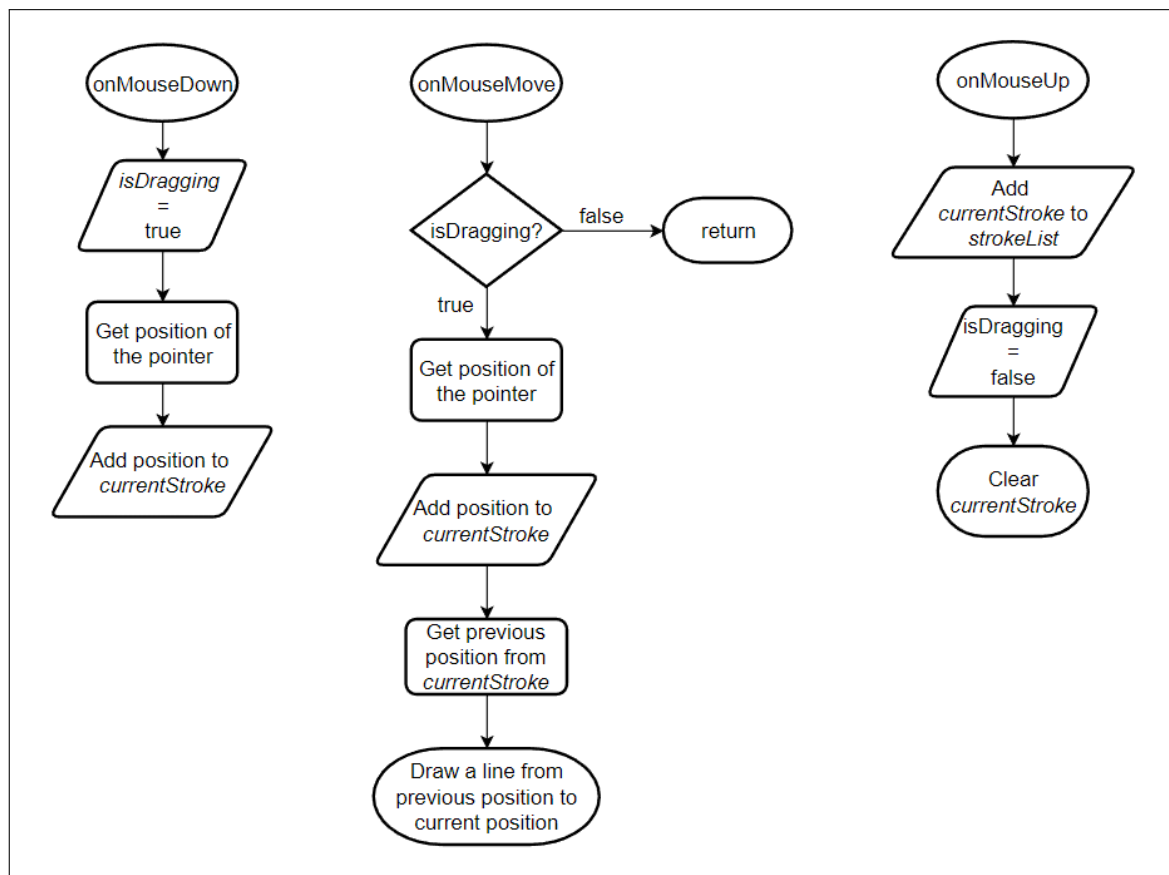 onMouseDown
isDragging
=
true
Get position of
the pointer
Add position to
currentStroke
onMouseMove
isDragging?
false
return
true
Get position of
the pointer
Add position to
currentStroke
Get previous
position from
currentStroke
Draw a line from
previous position to
current position
onMouseUp
Add
currentStroke to
strokeList
isDragging
=
false
Clear
currentStroke